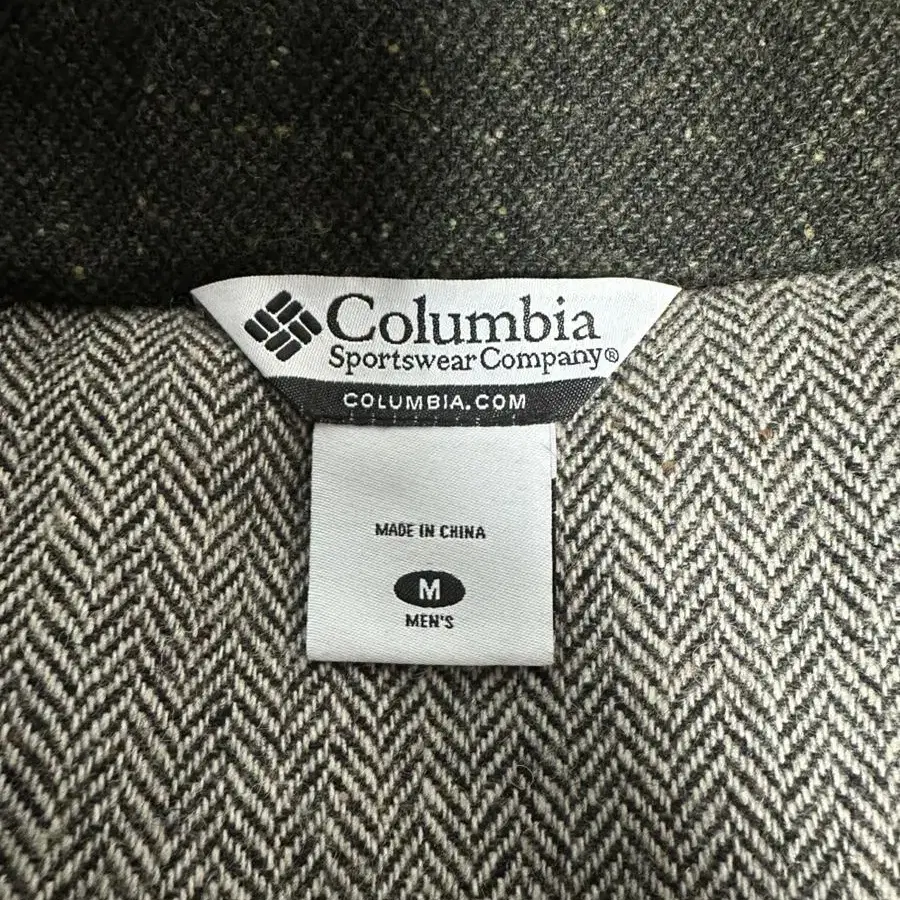 Columbia
Sportswear Company®
COLUMBIA.COM
MADE IN CHINA
M
MEN'S